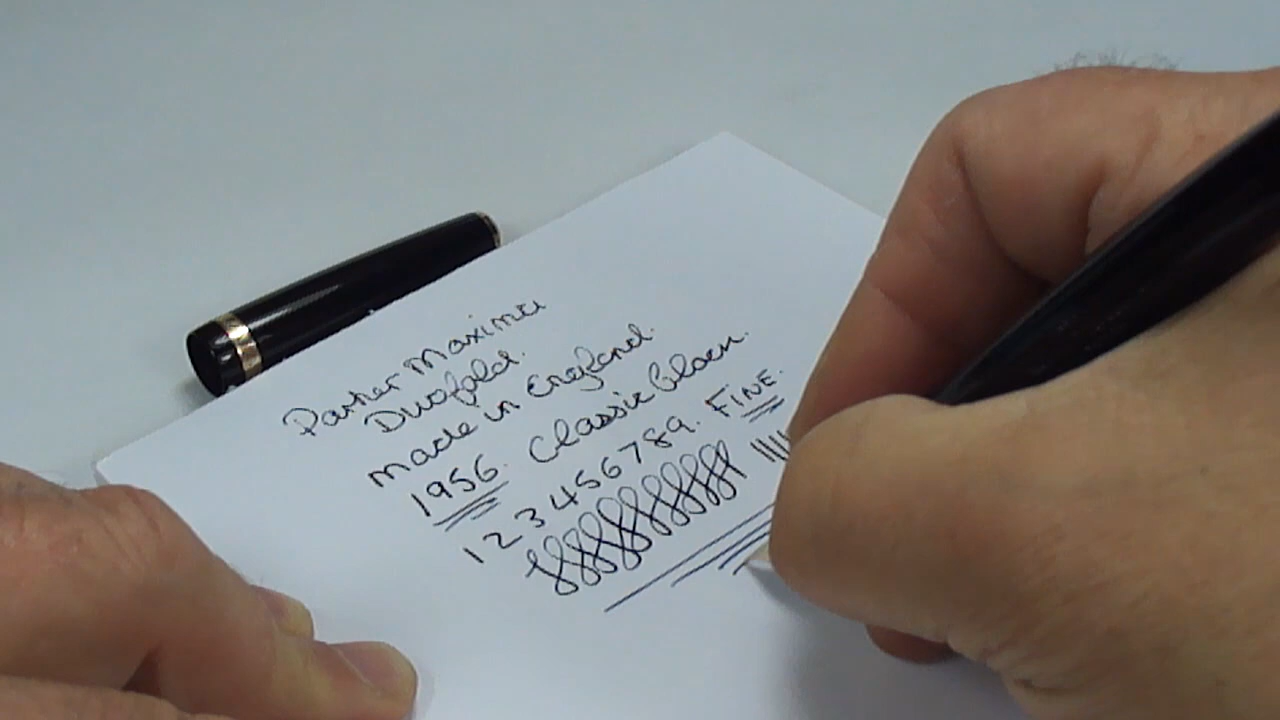 Parker Maxima
Duofold.
made in England.
1956. Classic black.
123456789. FINE.